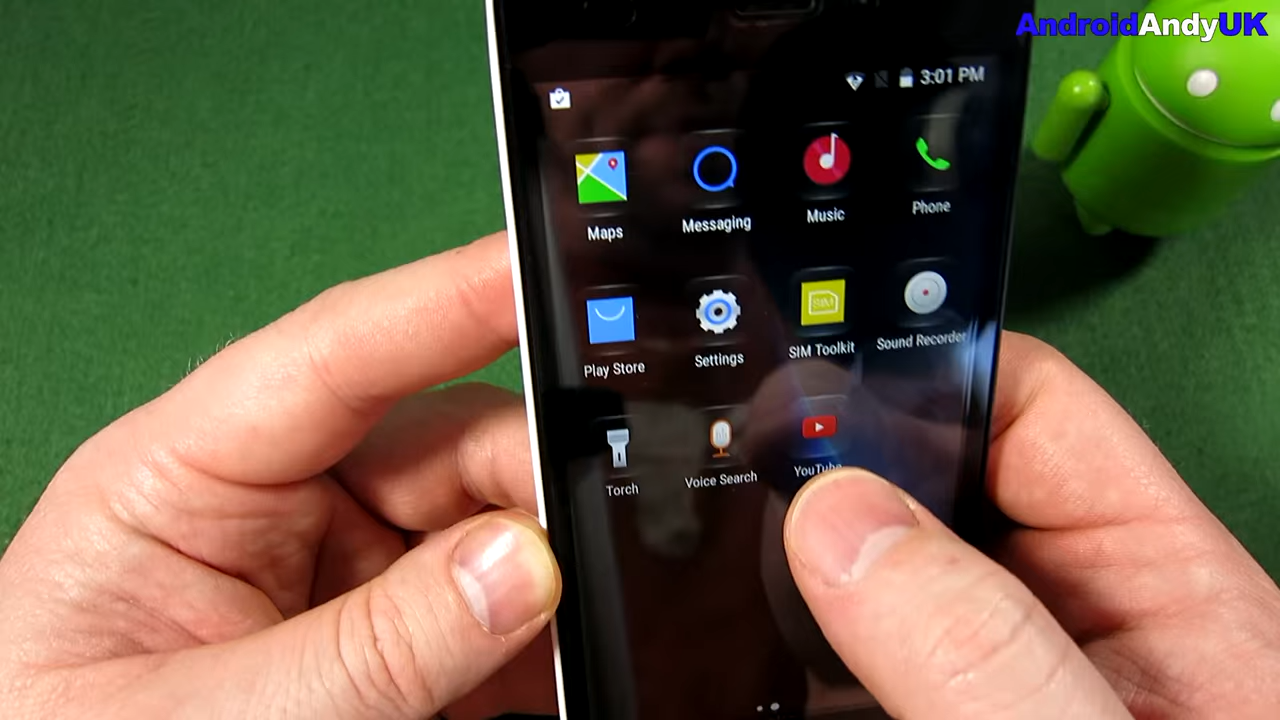 AndroidAndyUK
3:01 PM
Maps
Messaging
Music
Phone
SIM
Play Store
Settings
SIM Toolkit
Sound Recorder
Torch
Voice Search
YouTube